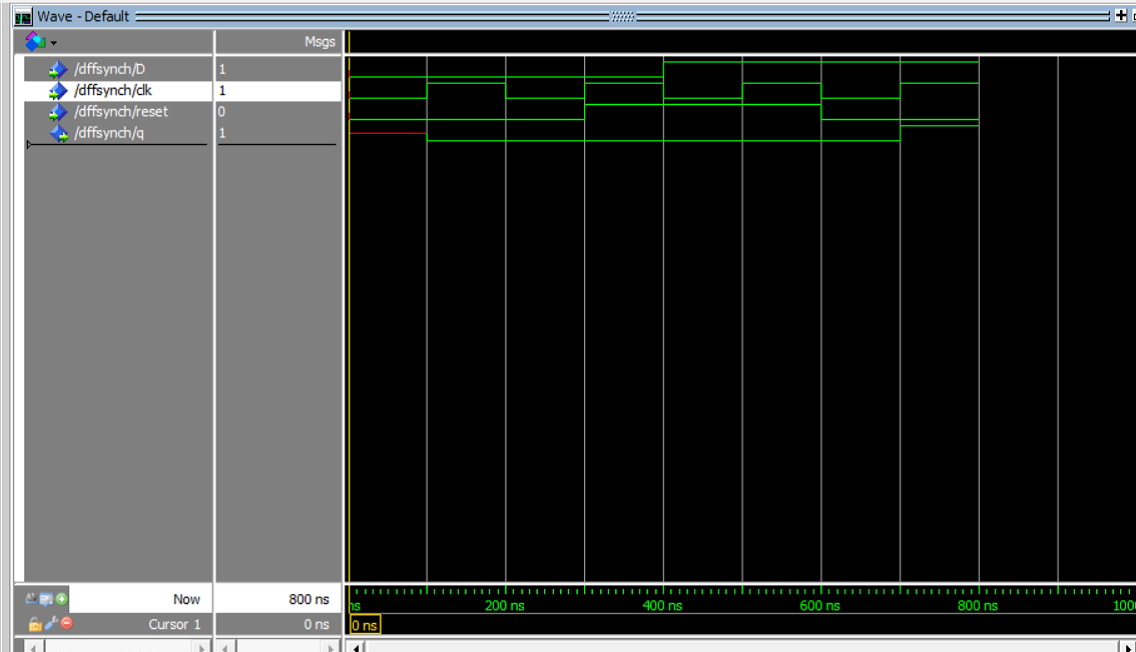 Wave - Default
Msgs
/dffsynch/D 1
/dffsynch/clk 1
/dffsynch/reset 0
/dffsynch/q 1
Now 800 ns
ns 200 ns 400 ns 600 ns 800 ns 100
Cursor 1 0 ns 0 ns